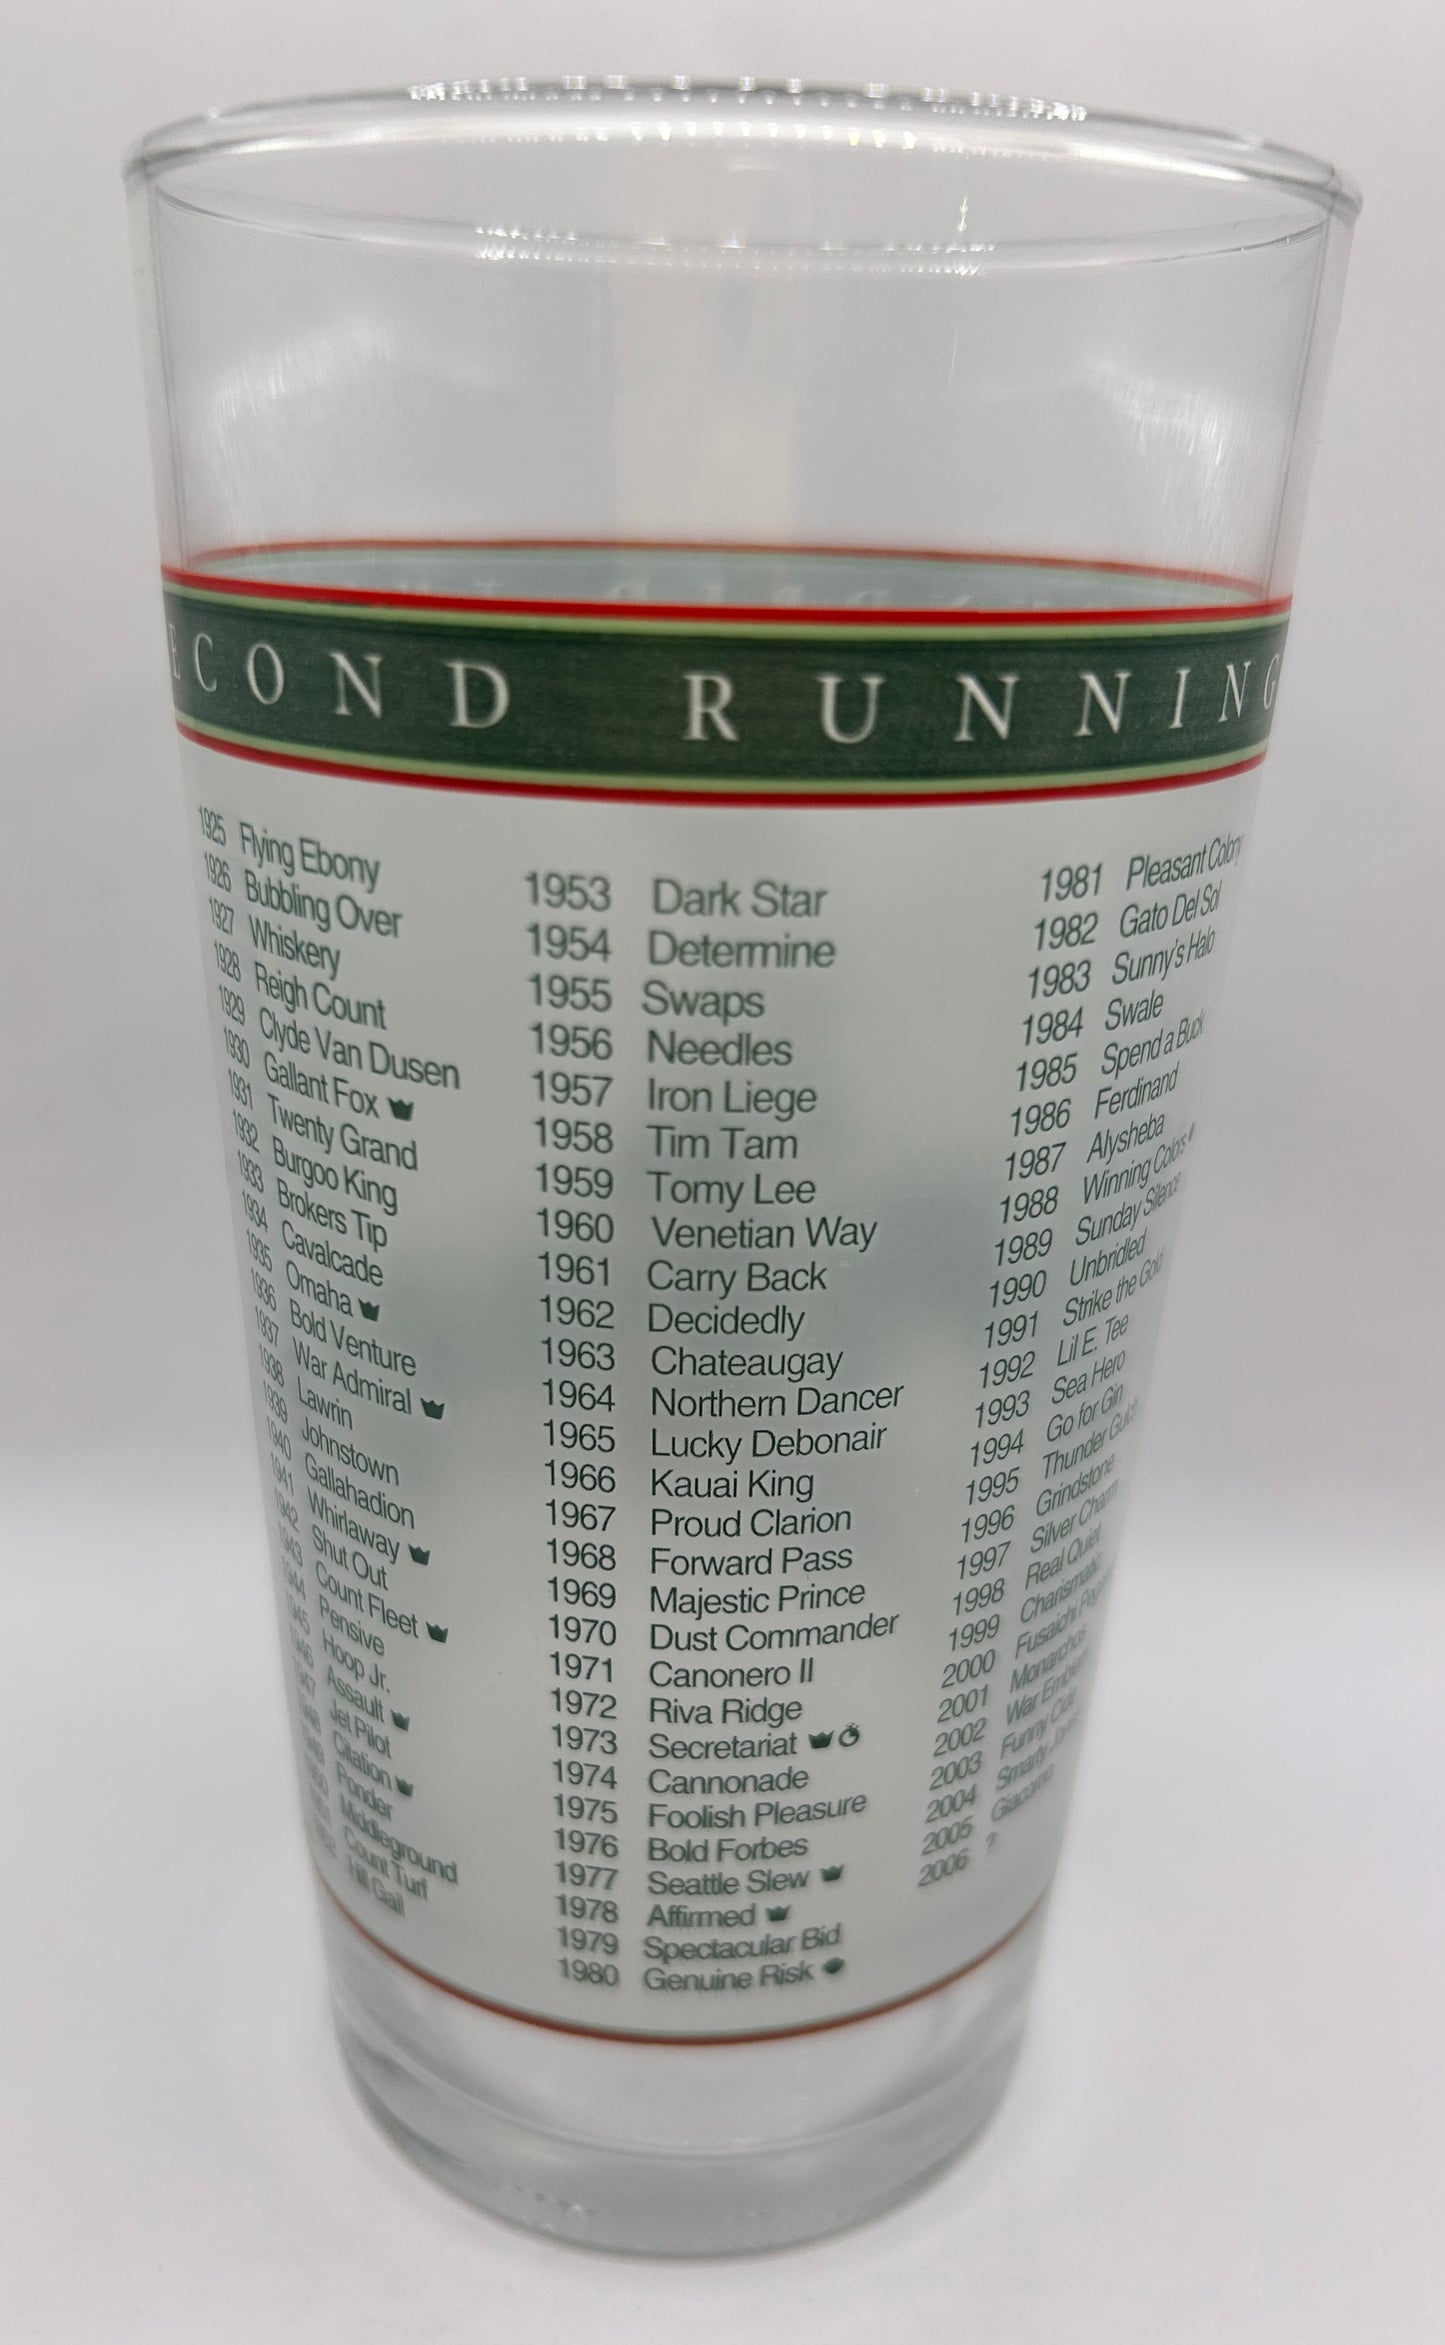 ECOND RUNNING
1925 Flying Ebony
1926 Bubbling Over
1927 Whiskery
1928 Reigh Count
1929 Clyde Van Dusen
1930 Gallant Fox
1931 Twenty Grand
1932 Burgoo King
1933 Brokers Tip
1934 Cavalcade
1935 Omaha
1936 Bold Venture
1937 War Admiral
1938 Lawrin
1939 Johnstown
1940 Gallahadion
1941 Whirlaway
1942 Shut Out
1943 Count Fleet
1944 Pensive
1945 Hoop Jr.
1946 Assault
Jet Pilot
Citation
Ponder
Middleground
Count Turf
Hill Gail
1953 Dark Star
1954 Determine
1955 Swaps
1956 Needles
1957 Iron Liege
1958 Tim Tam
1959 Tomy Lee
1960 Venetian Way
1961 Carry Back
1962 Decidedly
1963 Chateaugay
1964 Northern Dancer
1965 Lucky Debonair
1966 Kauai King
1967 Proud Clarion
1968 Forward Pass
1969 Majestic Prince
1970 Dust Commander
1971 Canonero II
1972 Riva Ridge
1973 Secretariat
1974 Cannonade
1975 Foolish Pleasure
1976 Bold Forbes
1977 Seattle Slew
1978 Affirmed
1979 Spectacular Bid
1980 Genuine Risk
1981 Pleasant Colony
1982 Gato Del Sol
1983 Sunny's Halo
1984 Swale
1985 Spend a Buck
1986 Ferdinand
1987 Alysheba
1988 Winning Colors
1989 Sunday Silence
1990 Unbridled
1991 Strike the Gold
1992 Lil E. Tee
1993 Sea Hero
1994 Go for Gin
1995 Thunder Gulch
1996 Grindstone
1997 Silver Charm
1998 Real Quiet
1999 Charismatic
2000 Fusaichi
2001 Monarchos
2002 War Emblem
2003 Funny Cide
2004 Smarty Jones
2005 Giacomo
2006 ?